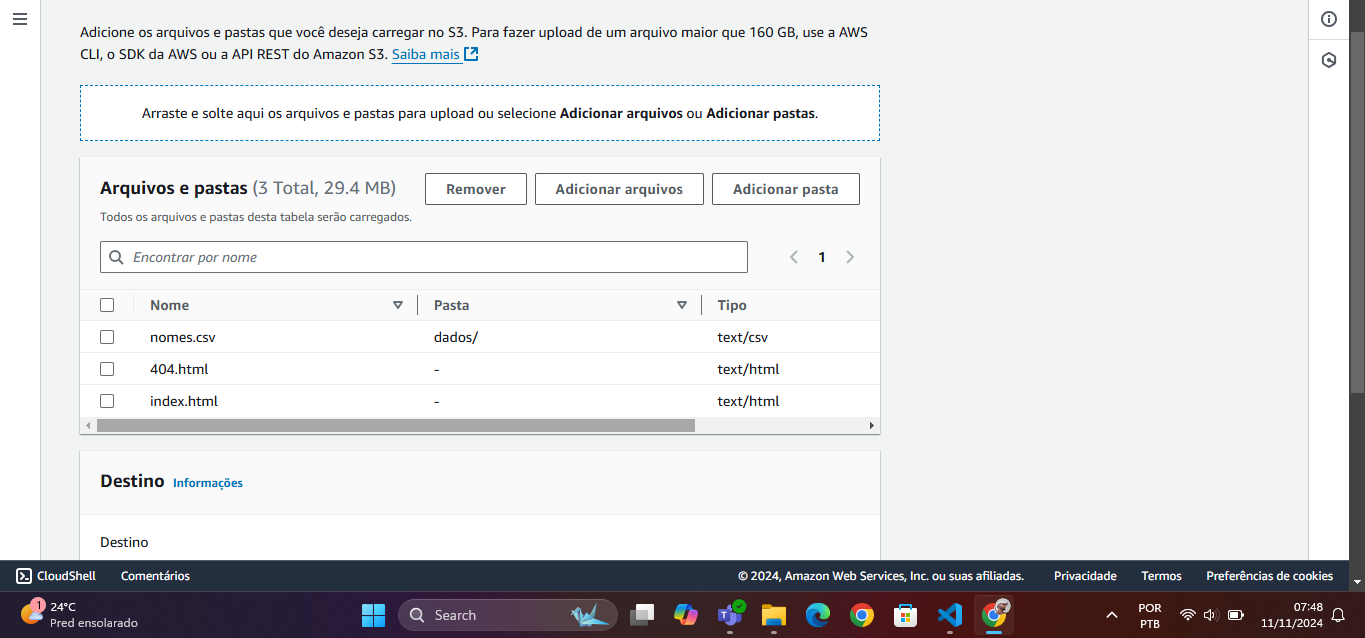 Adicione os arquivos e pastas que você deseja carregar no S3. Para fazer upload de um arquivo maior que 160 GB, use a AWS
CLI, o SDK da AWS ou a API REST do Amazon S3. Saiba mais
Arraste e solte aqui os arquivos e pastas para upload ou selecione Adicionar arquivos ou Adicionar pastas.
Arquivos e pastas (3 Total, 29.4 MB)
Remover
Adicionar arquivos
Adicionar pasta
Todos os arquivos e pastas desta tabela serão carregados.
Encontrar por nome
1
Nome Pasta Tipo
nomes.csv dados/ text/csv
404.html - text/html
index.html - text/html
Destino Informações
Destino
CloudShell Comentários © 2024, Amazon Web Services, Inc. ou suas afiliadas. Privacidade Termos Preferências de cookies
1
24°C
Pred ensolarado
Search
POR
PTB
07:48
11/11/2024